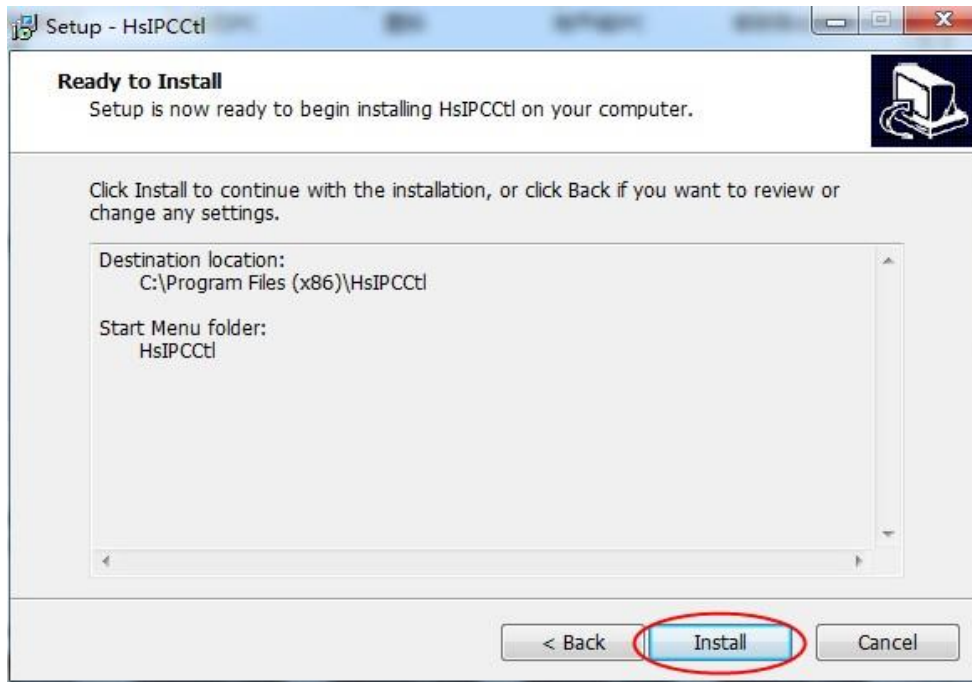 Setup - HsIPCCtl
Ready to Install
Setup is now ready to begin installing HsIPCCtl on your computer.
Click Install to continue with the installation, or click Back if you want to review or
change any settings.
Destination location:
C:\Program Files (x86)\HsIPCCtl
Start Menu folder:
HsIPCCtl
< Back
Install
Cancel